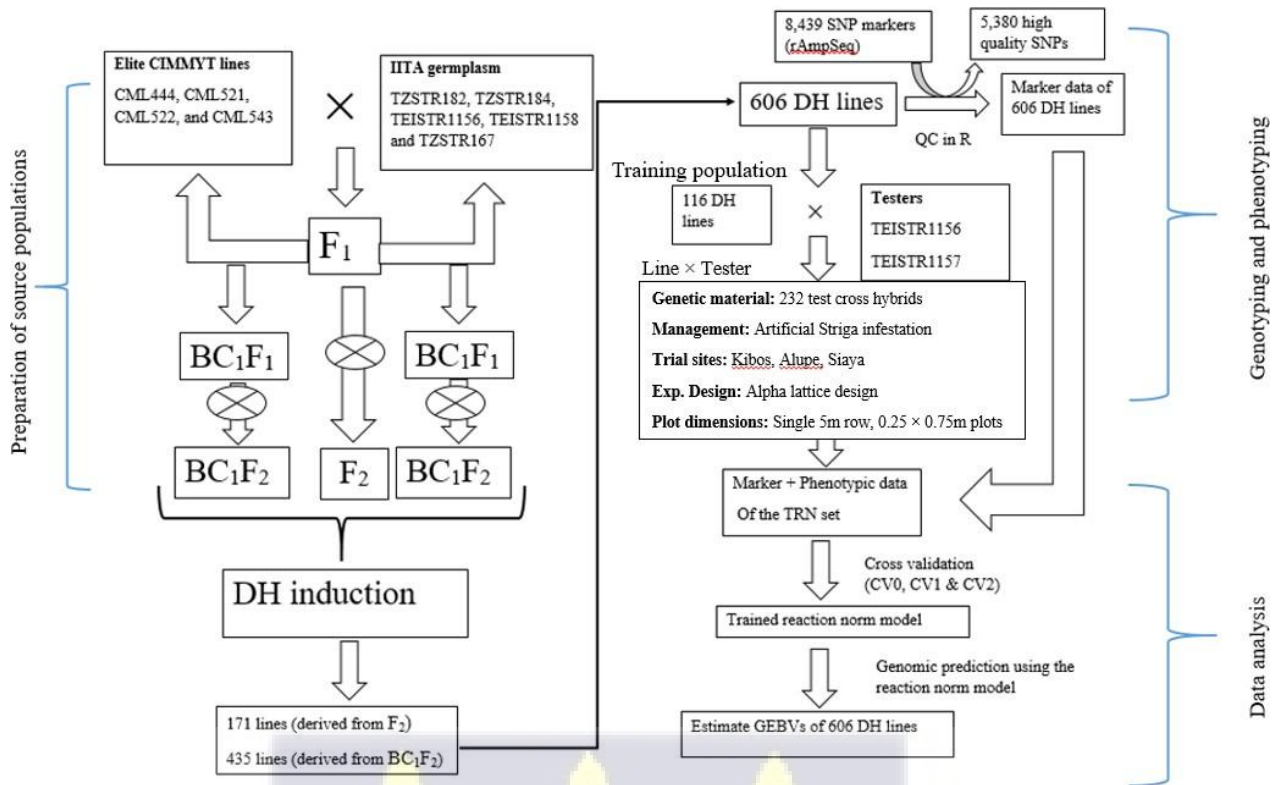 Preparation of source populations
Elite CIMMYT lines
CML444, CML521,
CML522, and CML543
×
IITA germplasm
TZSTR182, TZSTR184,
TEISTR1156, TEISTR1158
and TZSTR167
F₁
BC₁F₁
BC₁F₁
BC₁F₂
F₂
BC₁F₂
DH induction
171 lines (derived from F₂)
435 lines (derived from BC₁F₂)
8,439 SNP markers
(rAmpSeq)
5,380 high
quality SNPs
606 DH lines
Marker data of
606 DH lines
QC in R
Training population
116 DH
lines
×
Testers
TEISTR1156
TEISTR1157
Line × Tester
Genetic material: 232 test cross hybrids
Management: Artificial Striga infestation
Trial sites: Kibos, Alupe, Siaya
Exp. Design: Alpha lattice design
Plot dimensions: Single 5m row, 0.25 × 0.75m plots
Marker + Phenotypic data
Of the TRN set
Cross validation
(CV0, CV1 & CV2)
Trained reaction norm model
Genomic prediction using the
reaction norm model
Estimate GEBVs of 606 DH lines
Genotyping and phenotyping
Data analysis